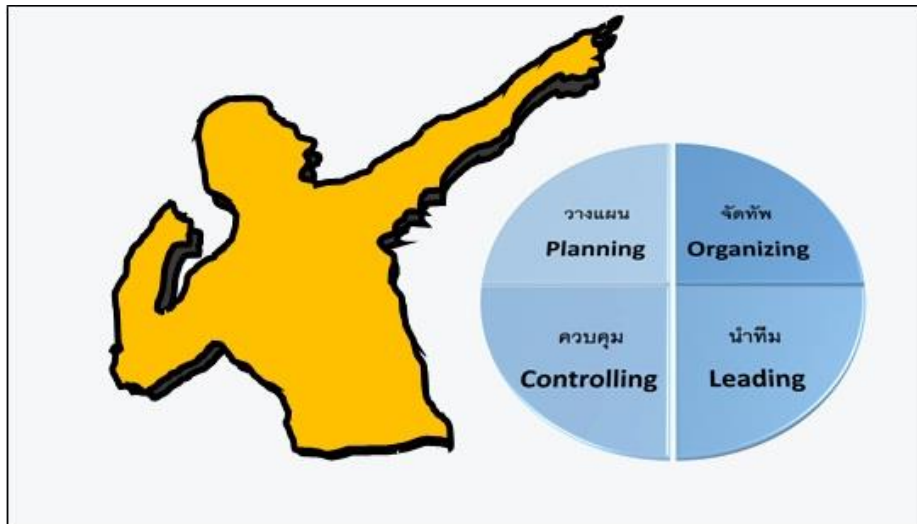 วางแผน
Planning
จัดทัพ
Organizing
ควบคุม
Controlling
นำทีม
Leading